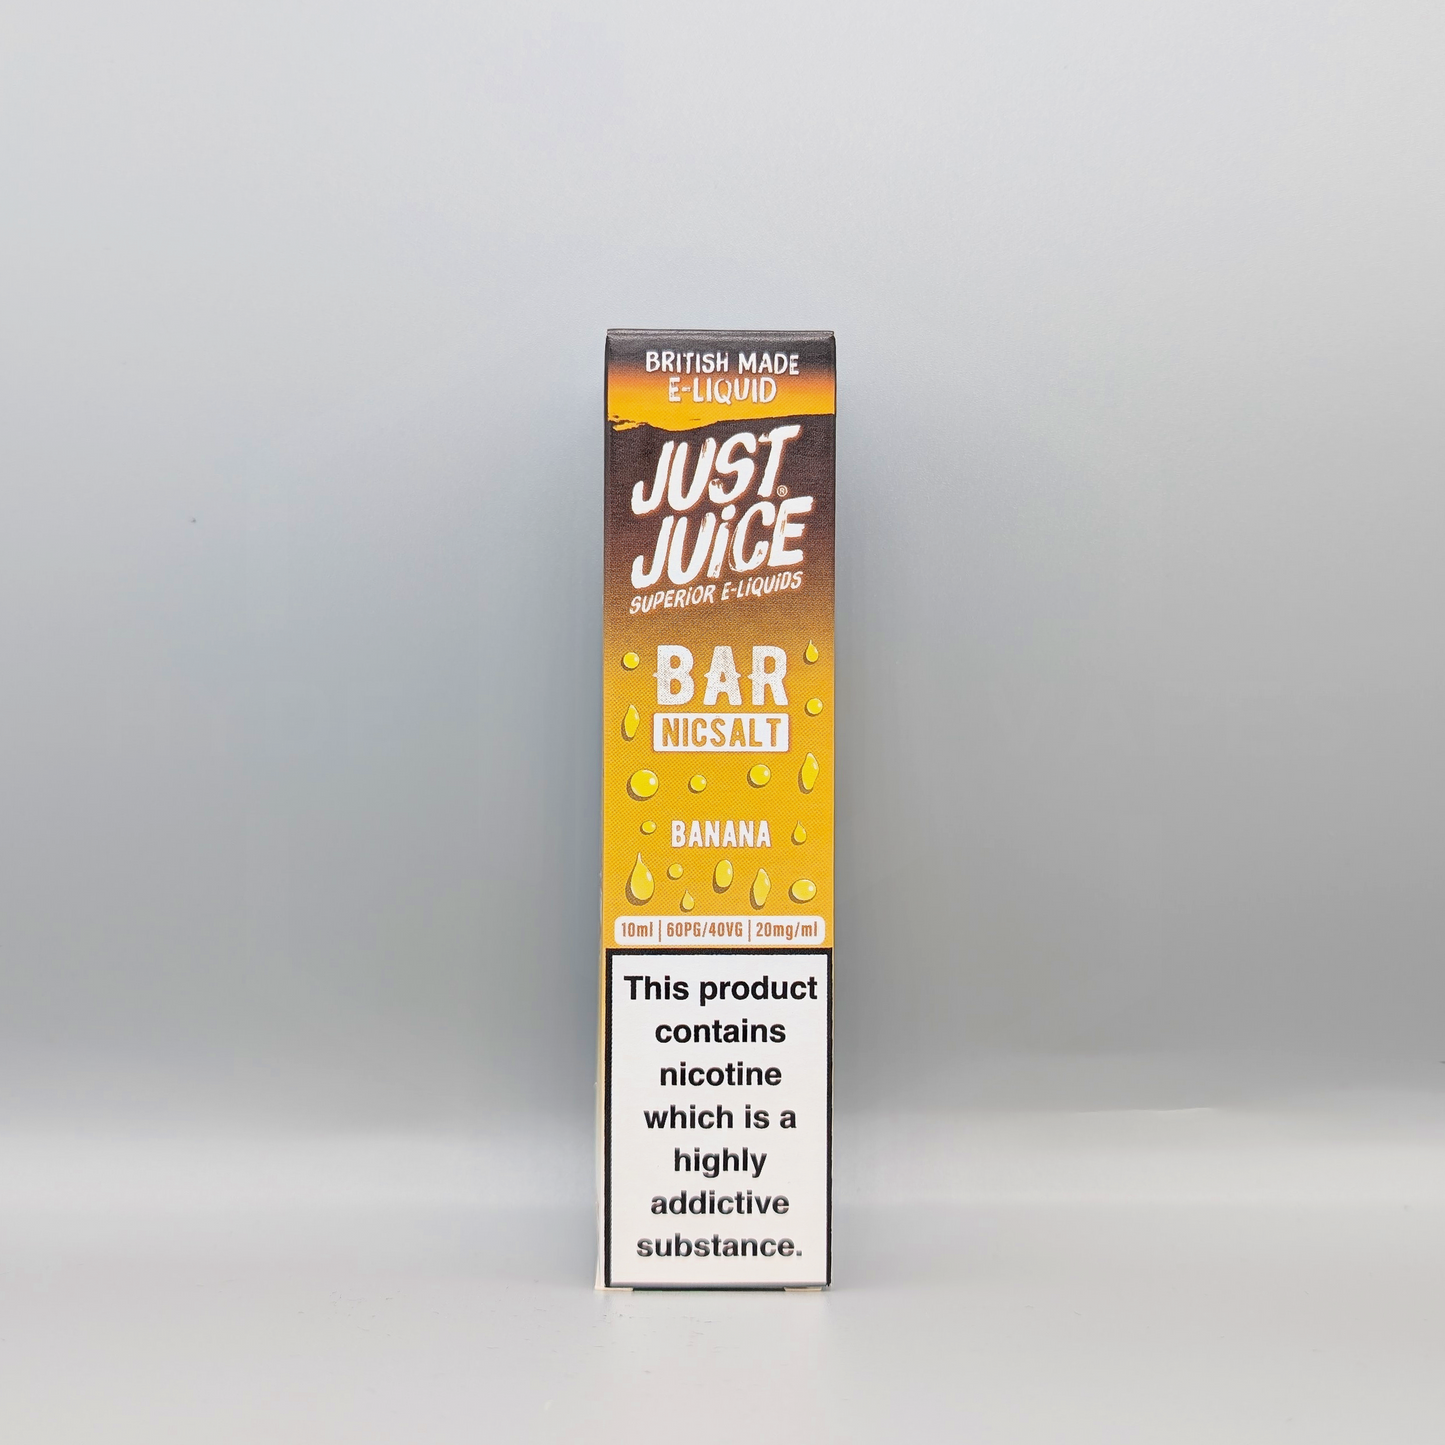 BRITISH MADE
E-LIQUID
JUST
JUiCE®
SUPERiOR E-LiQUiDS
BAR
NICSALT
BANANA
10ml | 60PG/40VG | 20mg/ml
This product
contains
nicotine
which is a
highly
addictive
substance.